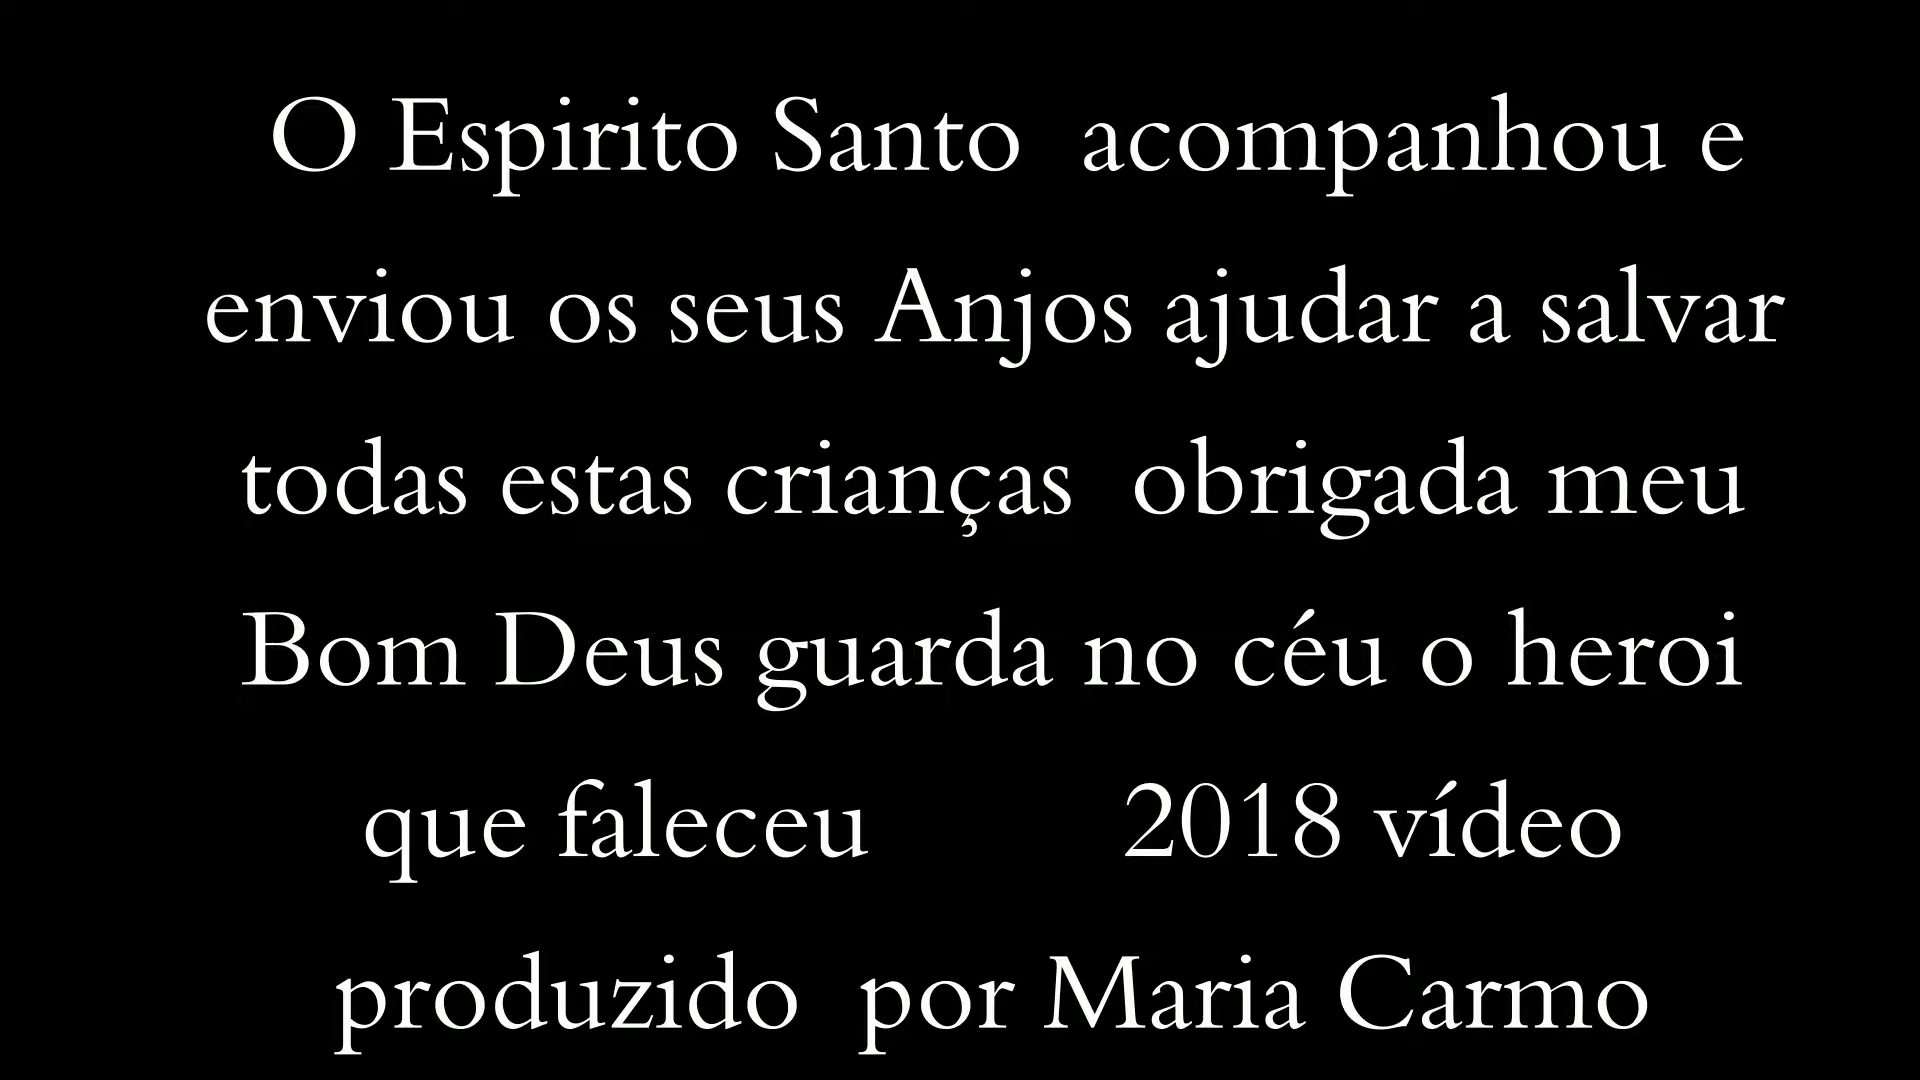 O Espirito Santo  acompanhou e
enviou os seus Anjos ajudar a salvar
todas estas crianças  obrigada meu
Bom Deus guarda no céu o heroi
que faleceu        2018 vídeo
produzido  por Maria Carmo